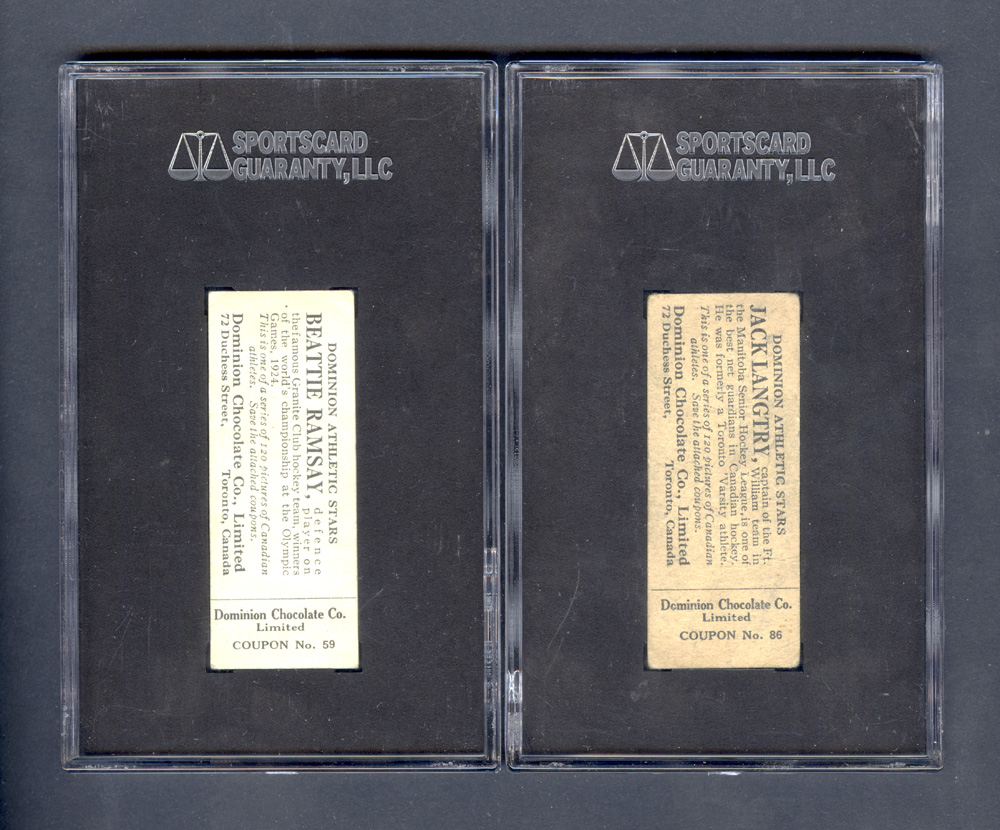 SPORTSCARD
GUARANTY, LLC
DOMINION ATHLETIC STARS
BEATTIE RAMSAY, defence
player on
the famous Granite Club hockey team, winners
of the world's championship at the Olympic
Games, 1924.
This is one of a series of 120 pictures of Canadian
athletes. Save the attached coupons.
Dominion Chocolate Co., Limited
72 Duchess Street, Toronto, Canada
Dominion Chocolate Co.
Limited
COUPON No. 59
SPORTSCARD
GUARANTY, LLC
DOMINION ATHLETIC STARS
JACK LANGTRY, captain of the Ft.
William team in
the Manitoba Senior Hockey League, is one of
the best net guardians in Canadian hockey.
He was formerly a Toronto 'Varsity athlete.
This is one of a series of 120 pictures of Canadian
athletes. Save the attached coupons.
Dominion Chocolate Co., Limited
72 Duchess Street, Toronto, Canada
Dominion Chocolate Co.
Limited
COUPON No. 86